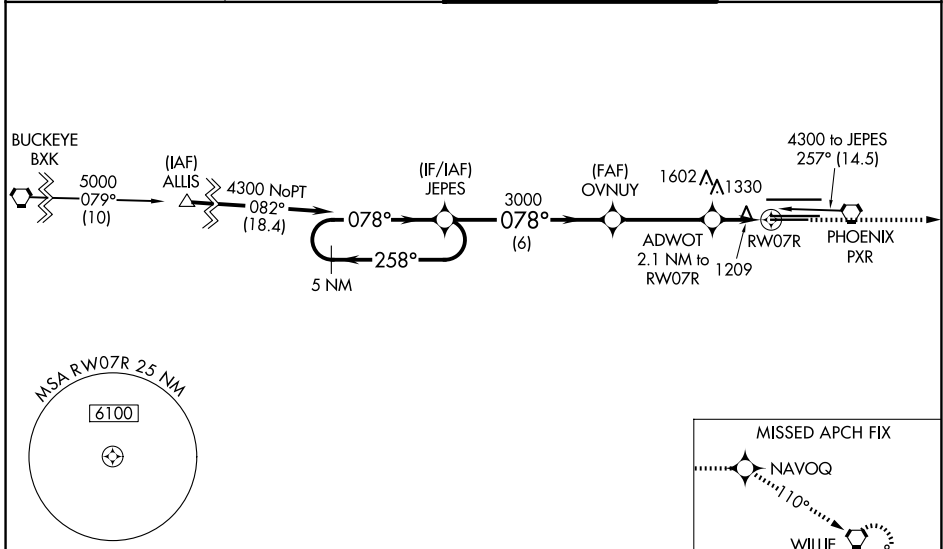 BUCKEYE
BXK
5000
079°
(10)
(IAF)
ALLIS
4300 NoPT
082°
(18.4)
078°
258°
5 NM
(IF/IAF)
JEPES
3000
078°
(6)
(FAF)
OVNUY
1602
1330
ADWOT
2.1 NM to
RW07R
1209
RW07R
4300 to JEPES
257° (14.5)
PHOENIX
PXR
MSA RW07R 25 NM
6100
MISSED APCH FIX
NAVOQ
110°
WILLIE